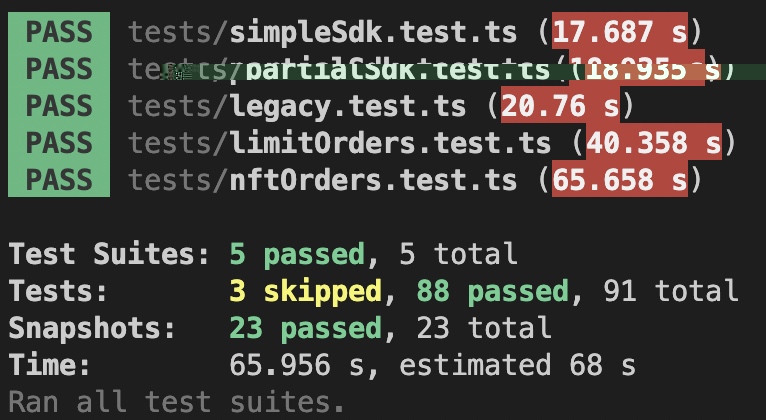 PASS tests/simpleSdk.test.ts (17.687 s)
PASS tests/partialSdk.test.ts (18.935 s)
PASS tests/legacy.test.ts (20.76 s)
PASS tests/limitOrders.test.ts (40.358 s)
PASS tests/nftOrders.test.ts (65.658 s)
Test Suites: 5 passed, 5 total
Tests: 3 skipped, 88 passed, 91 total
Snapshots: 23 passed, 23 total
Time: 65.956 s, estimated 68 s
Ran all test suites.